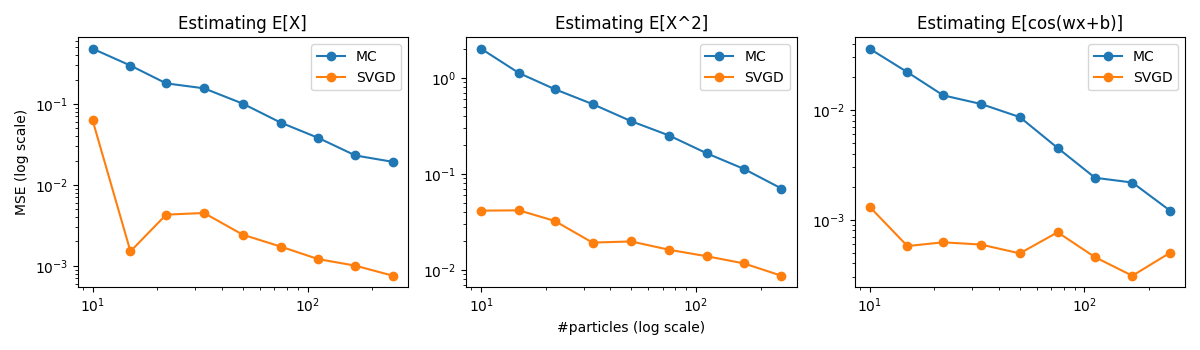 Estimating E[X]
MC
SVGD
MSE (log scale)
10^-1
10^-2
10^-3
10^1
10^2
Estimating E[X^2]
MC
SVGD
10^0
10^-1
10^-2
10^1
10^2
#particles (log scale)
Estimating E[cos(wx+b)]
MC
SVGD
10^-2
10^-3
10^1
10^2